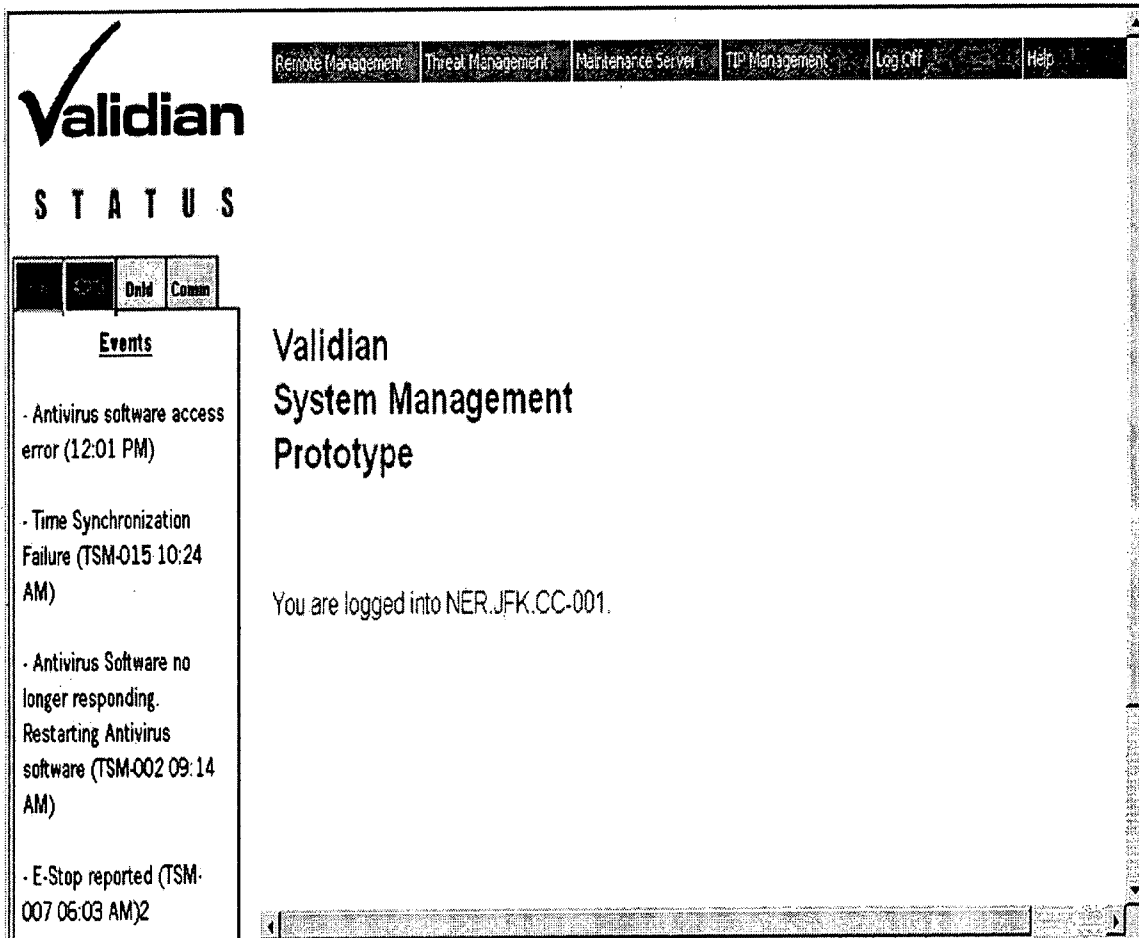 Validian
STATUS
Remote Management Threat Management Maintenance Server TIP Management Log Off Help
Dnld Comm
Events
- Antivirus software access
error (12:01 PM)
- Time Synchronization
Failure (TSM-015 10:24
AM)
- Antivirus Software no
longer responding.
Restarting Antivirus
software (TSM-002 09:14
AM)
- E-Stop reported (TSM-
007 06:03 AM)2
Validian
System Management
Prototype
You are logged into NER.JFK.CC-001.